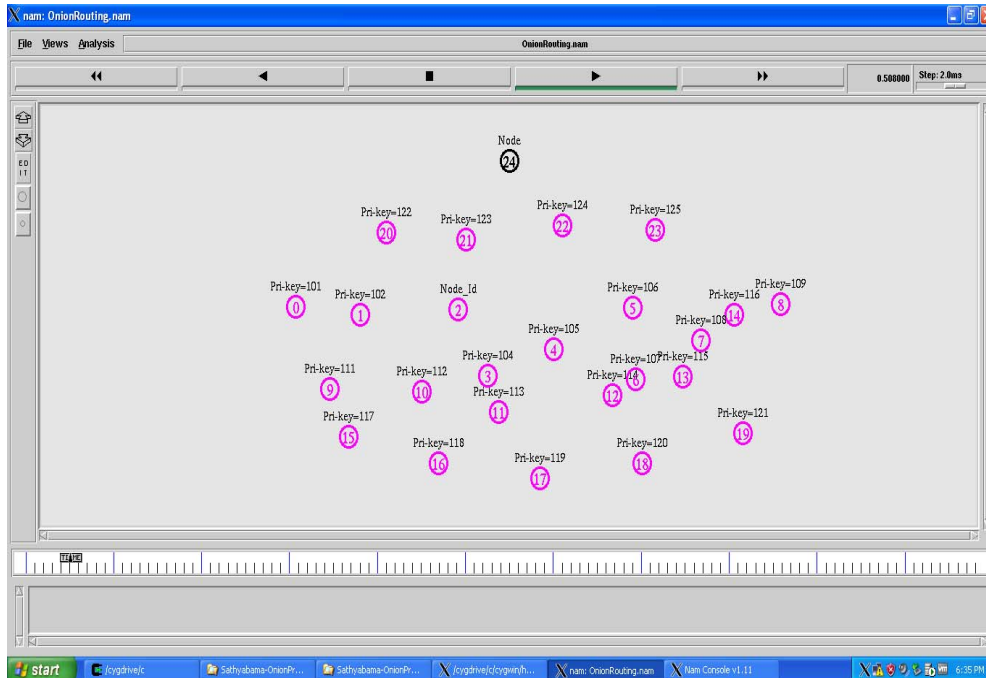 nam: OnionRouting.nam
File Views Analysis OnionRouting.nam
0.508000 Step: 2.0ms
ED
IT
Node
24
Pri-key=122
20
Pri-key=123
21
Pri-key=124
22
Pri-key=125
23
Pri-key=101
0
Pri-key=102
1
Node_Id
2
Pri-key=105
4
Pri-key=106
5
Pri-key=108
7
Pri-key=116
14
Pri-key=109
8
Pri-key=111
9
Pri-key=112
10
Pri-key=104
3
Pri-key=113
11
Pri-key=114
12
Pri-key=107
6
Pri-key=115
13
Pri-key=117
15
Pri-key=118
16
Pri-key=119
17
Pri-key=120
18
Pri-key=121
19
TIME
start /cygdrive/c Sathyabama-OnionPr... Sathyabama-OnionPr... /cygdrive/c/cygwin/h... nam: OnionRouting.nam Nam Console v1.11 6:35 PM